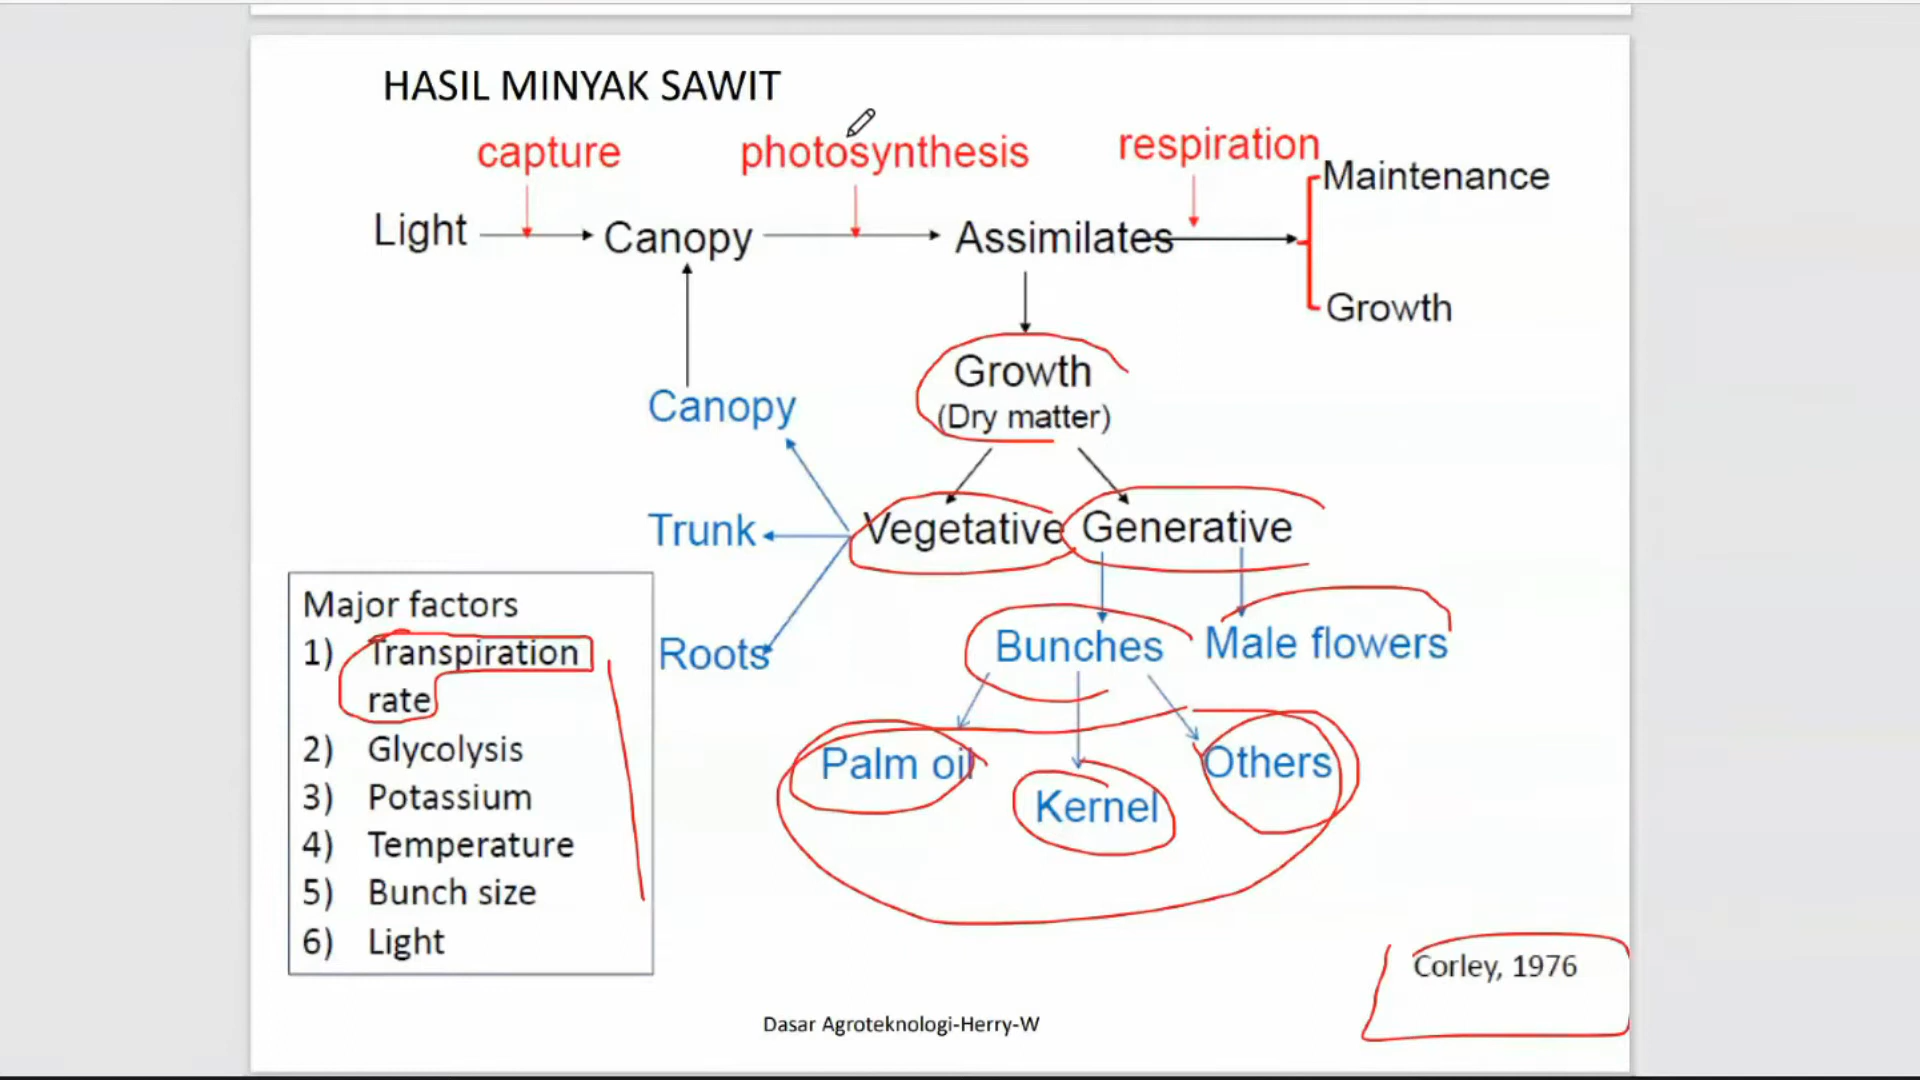 HASIL MINYAK SAWIT
capture
photosynthesis
respiration
Maintenance
Light
Canopy
Assimilates
Growth
Growth
(Dry matter)
Canopy
Vegetative
Generative
Trunk
Bunches
Male flowers
Roots
Palm oil
Kernel
Others
Major factors
1) Transpiration
rate
2) Glycolysis
3) Potassium
4) Temperature
5) Bunch size
6) Light
Corley, 1976
Dasar Agroteknologi-Herry-W